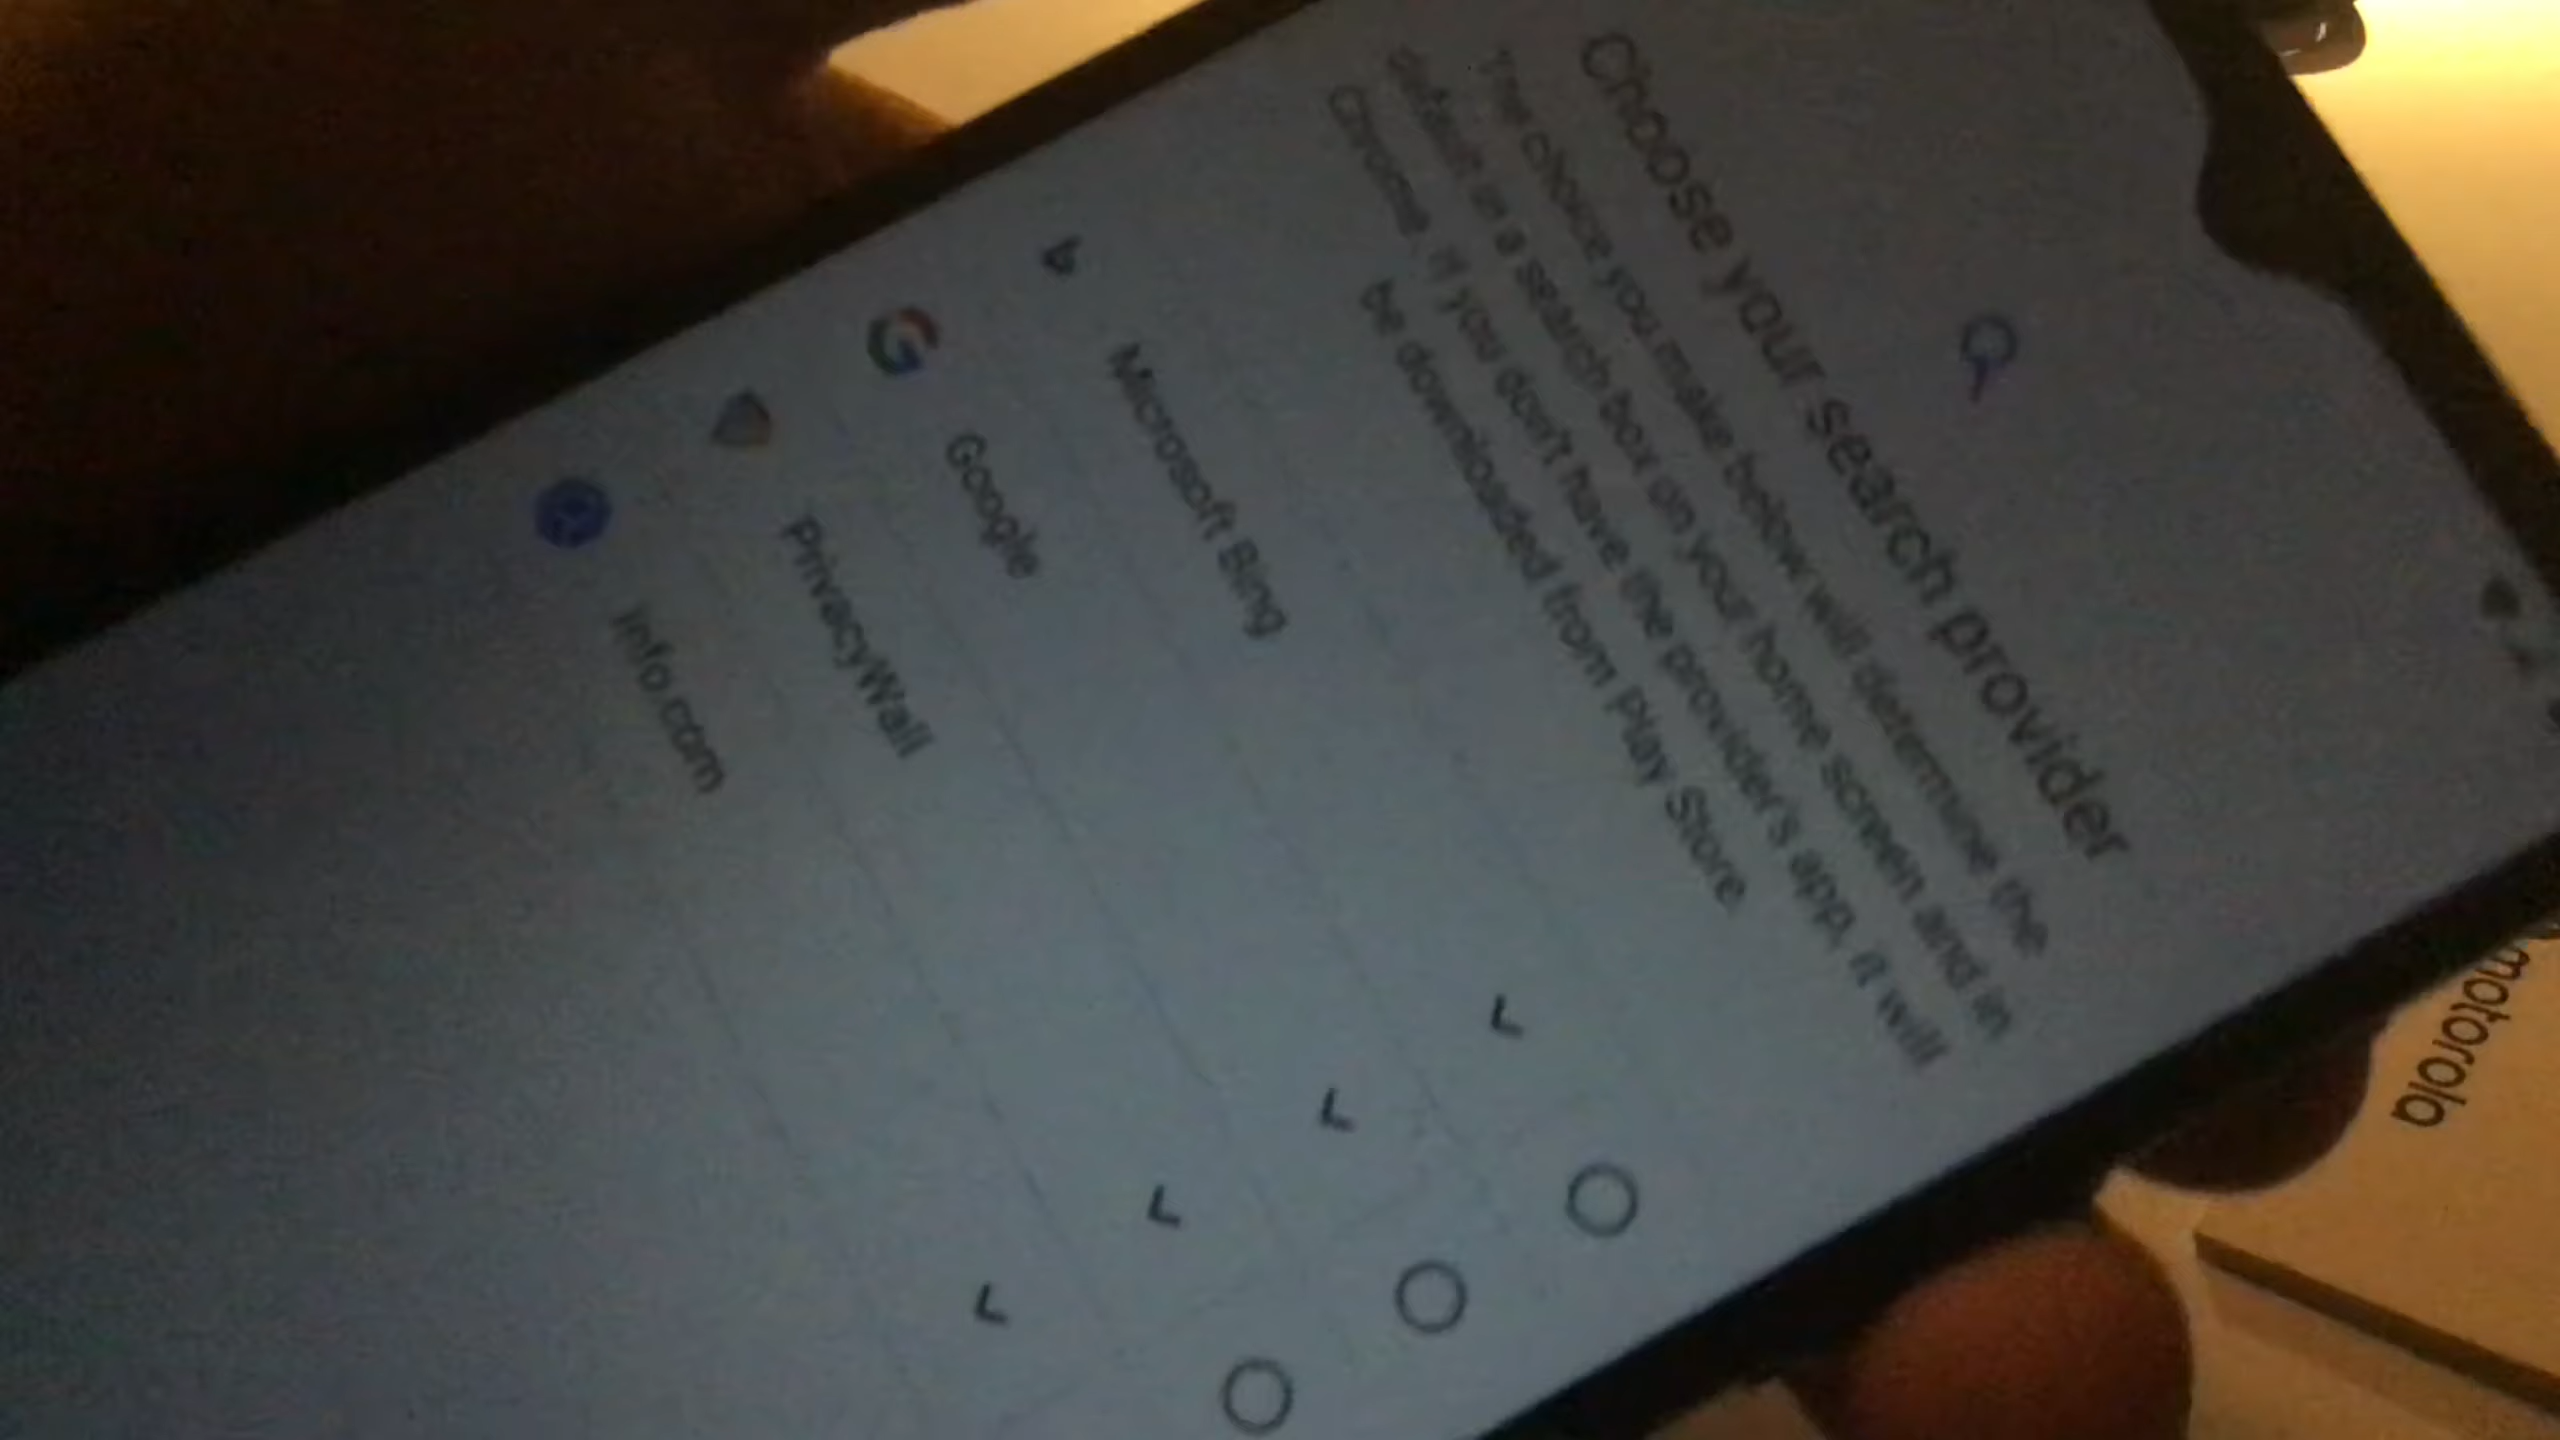 Choose your search provider
The choice you make below will determine the
default in a search box on your home screen and in
Chrome. If you don't have the provider's app, it will
be downloaded from Play Store.
Microsoft Bing
Google
PrivacyWall
Info.com
motorola